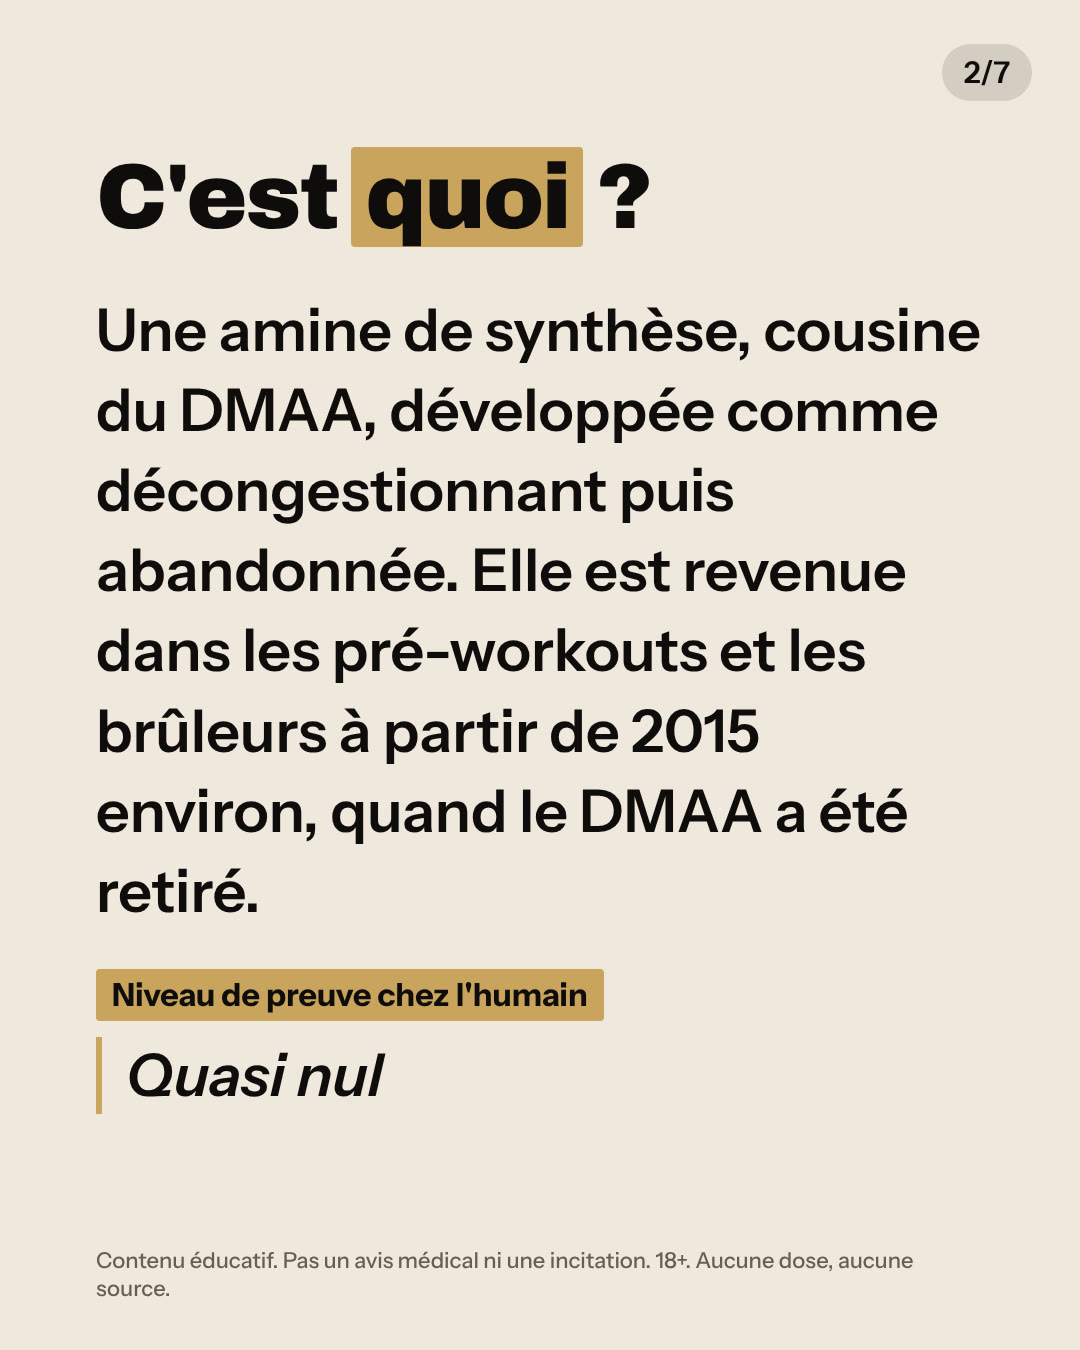 2/7
C'est quoi ?
Une amine de synthèse, cousine
du DMAA, développée comme
décongestionnant puis
abandonnée. Elle est revenue
dans les pré-workouts et les
brûleurs à partir de 2015
environ, quand le DMAA a été
retiré.
Niveau de preuve chez l'humain
Quasi nul
Contenu éducatif. Pas un avis médical ni une incitation. 18+. Aucune dose, aucune
source.